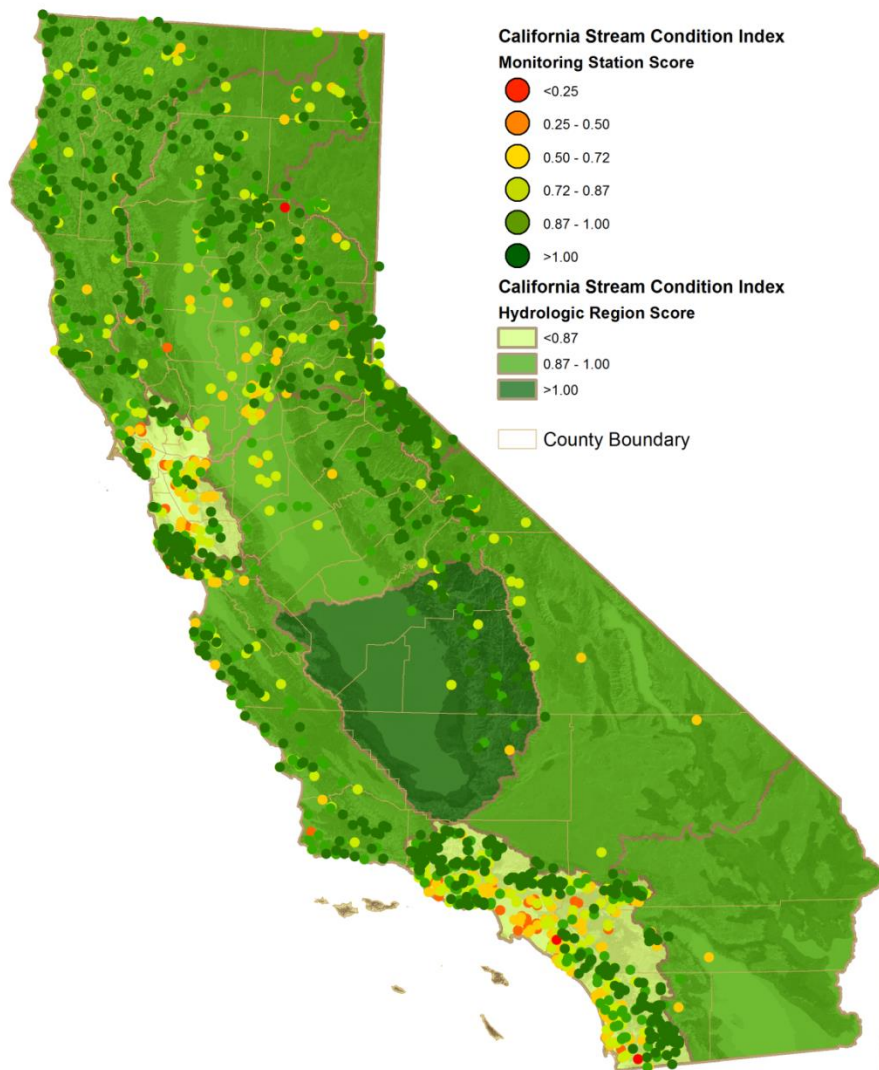 California Stream Condition Index
Monitoring Station Score
<0.25
0.25 - 0.50
0.50 - 0.72
0.72 - 0.87
0.87 - 1.00
>1.00
California Stream Condition Index
Hydrologic Region Score
<0.87
0.87 - 1.00
>1.00
County Boundary